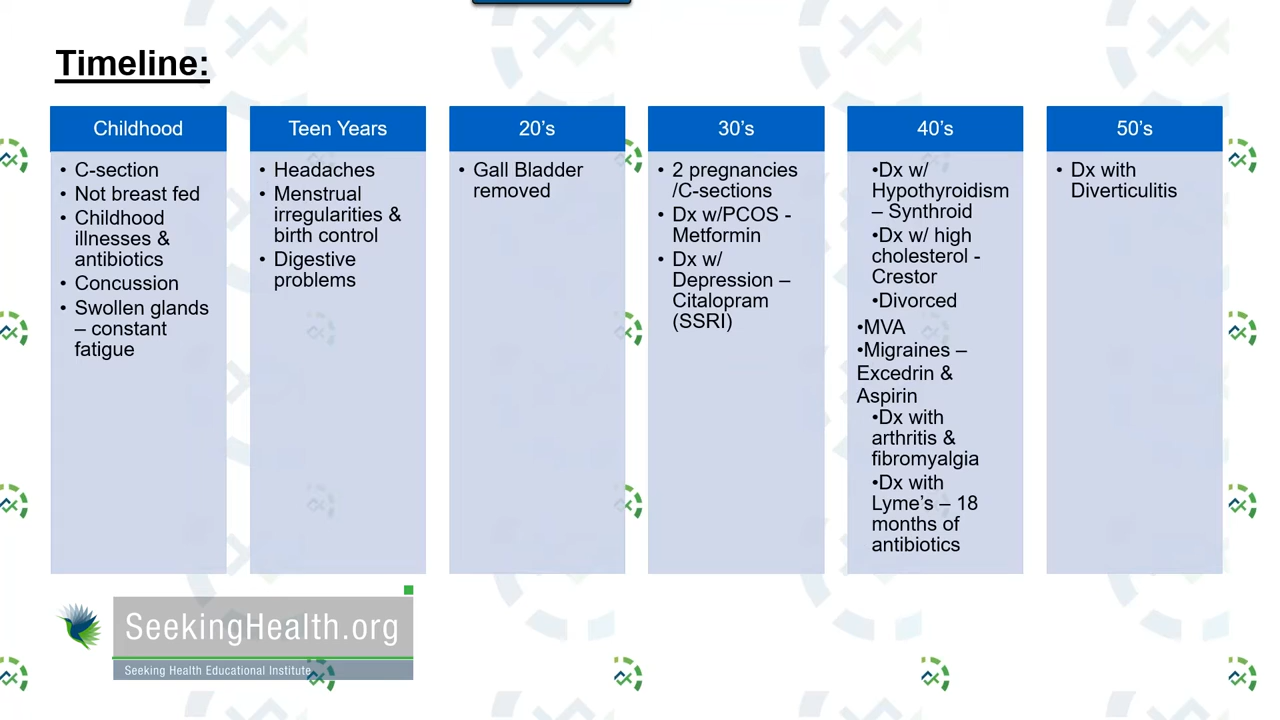 Timeline:
Childhood
• C-section
• Not breast fed
• Childhood
illnesses &
antibiotics
• Concussion
• Swollen glands
– constant
fatigue
Teen Years
• Headaches
• Menstrual
irregularities &
birth control
• Digestive
problems
20's
• Gall Bladder
removed
30's
• 2 pregnancies
/C-sections
• Dx w/PCOS -
Metformin
• Dx w/
Depression –
Citalopram
(SSRI)
40's
•Dx w/
Hypothyroidism
– Synthroid
•Dx w/ high
cholesterol -
Crestor
•Divorced
•MVA
•Migraines –
Excedrin &
Aspirin
•Dx with
arthritis &
fibromyalgia
•Dx with
Lyme's – 18
months of
antibiotics
50's
• Dx with
Diverticulitis
SeekingHealth.org
Seeking Health Educational Institute